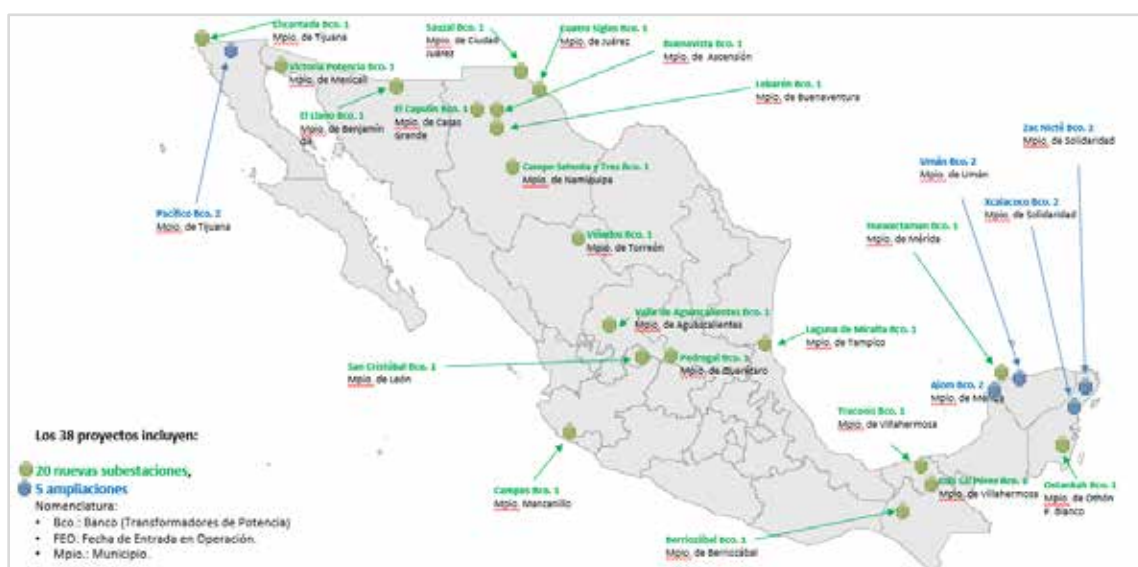 Encantada Bco. 1
Mpio. de Tijuana
Sauzal Bco. 1
Mpio. de Ciudad
Juárez
Cuatro Siglos Bco. 1
Mpio. de Juárez
Buenavista Bco. 1
Mpio. de Ascensión
Victoria Potencia Bco. 1
Mpio. de Mexicali
Lebarón Bco. 1
Mpio. de Buenaventura
El Llano Bco. 1
Mpio. de Benjamín
El Capulín Bco. 1
Mpio. de Casas
Grande
Zac Nicté Bco. 2
Mpio. de Solidaridad
Umán Bco. 2
Mpio. de Umán
Campo Setenta y Tres Bco. 1
Mpio. de Namiquipa
Xcalacoco Bco. 2
Mpio. de Solidaridad
Pacífico Bco. 2
Mpio. de Tijuana
Bco. 1
Mpio. de Mérida
Viñedos Bco. 1
Mpio. de Torreón
Valle de Aguascalientes Bco. 1
Mpio. de Aguascalientes
Laguna de Miralta Bco. 1
Mpio. de Tampico
San Cristóbal Bco. 1
Mpio. de León
Pedregal Bco. 1
Mpio. de Querétaro
Bco. 2
Mpio. de Mérida
Bco. 1
Mpio. de Villahermosa
Los 38 proyectos incluyen:
20 nuevas subestaciones,
5 ampliaciones
Nomenclatura:
• Bco.: Banco (Transformadores de Potencia)
• FEO: Fecha de Entrada en Operación.
• Mpio.: Municipio.
Campos Bco. 1
Mpio. Manzanillo
Pérez Bco.
Mpio. de Villahermosa
Bco. 1
Mpio. de Othón
P. Blanco
Berriozábal Bco. 1
Mpio. de Berriozábal